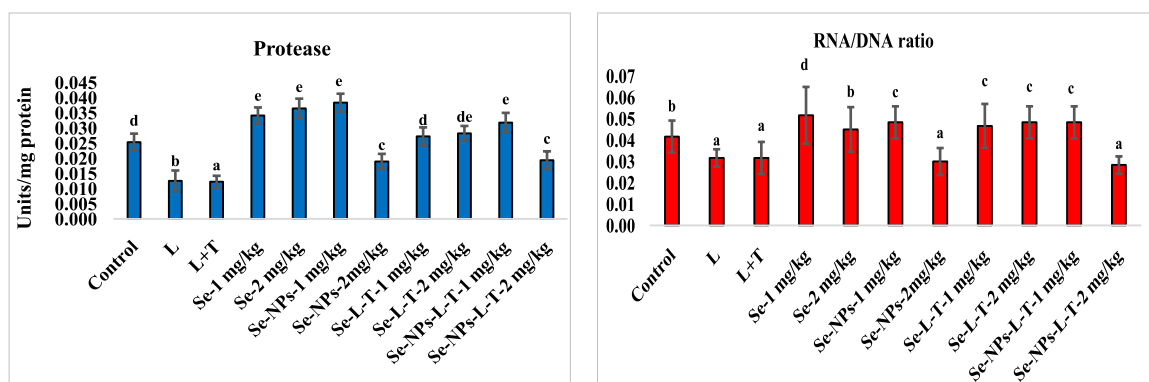 Protease
Units/mg protein
0.045
0.040
0.035
0.030
0.025
0.020
0.015
0.010
0.005
0.000
d
b
a
e
e
e
c
d
de
e
c
Control
L
L+T
Se-1 mg/kg
Se-2 mg/kg
Se-NPs-1 mg/kg
Se-NPs-2mg/kg
Se-L-T-1 mg/kg
Se-L-T-2 mg/kg
Se-NPs-L-T-1 mg/kg
Se-NPs-L-T-2 mg/kg
RNA/DNA ratio
0.07
0.06
0.05
0.04
0.03
0.02
0.01
0.00
b
a
a
d
b
c
a
c
c
c
a
Control
L
L+T
Se-1 mg/kg
Se-2 mg/kg
Se-NPs-1 mg/kg
Se-NPs-2mg/kg
Se-L-T-1 mg/kg
Se-L-T-2 mg/kg
Se-NPs-L-T-1 mg/kg
Se-NPs-L-T-2 mg/kg